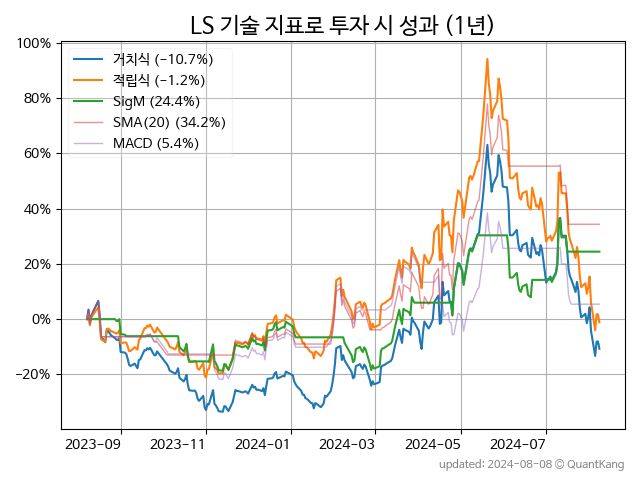 LS 기술 지표로 투자 시 성과 (1년)
100%
80%
60%
40%
20%
0%
−20%
거치식 (−10.7%)
적립식 (−1.2%)
SigM (24.4%)
SMA(20) (34.2%)
MACD (5.4%)
2023-09
2023-11
2024-01
2024-03
2024-05
2024-07
updated: 2024-08-08 @ QuantKang